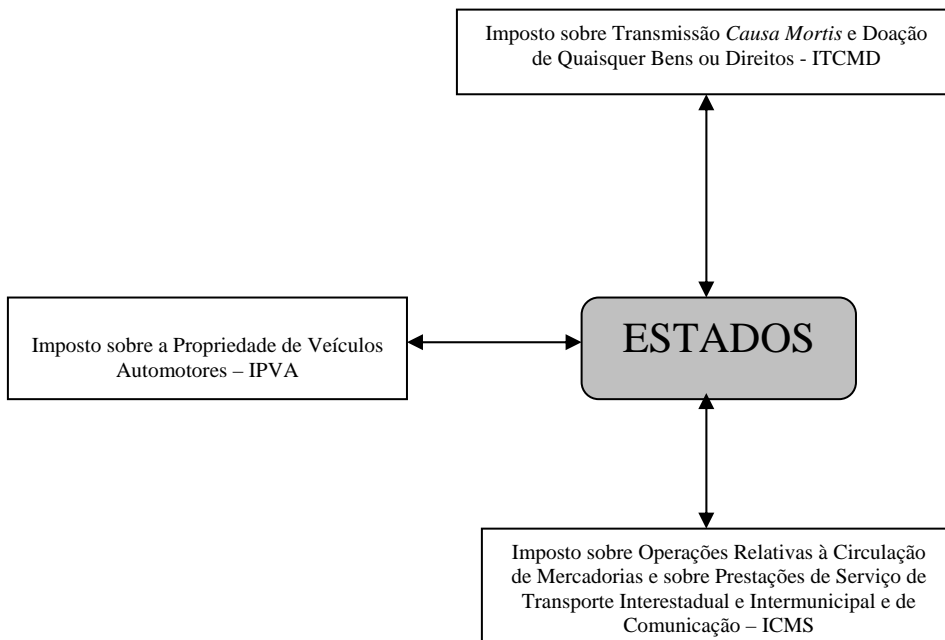 Imposto sobre Transmissão Causa Mortis e Doação
de Quaisquer Bens ou Direitos - ITCMD
Imposto sobre a Propriedade de Veículos
Automotores – IPVA
ESTADOS
Imposto sobre Operações Relativas à Circulação
de Mercadorias e sobre Prestações de Serviço de
Transporte Interestadual e Intermunicipal e de
Comunicação – ICMS